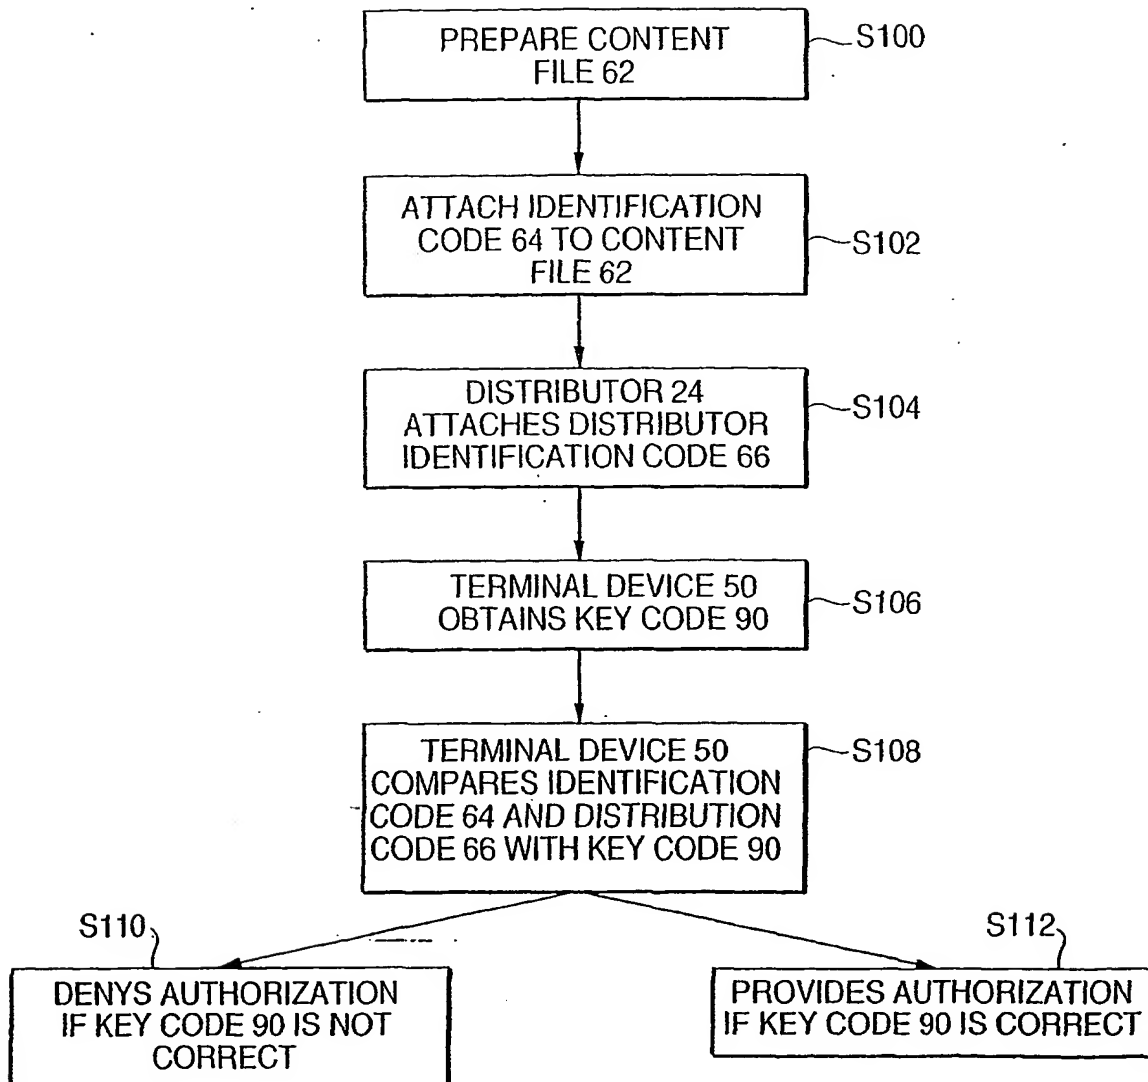 PREPARE CONTENT
FILE 62
S100
ATTACH IDENTIFICATION
CODE 64 TO CONTENT
FILE 62
S102
DISTRIBUTOR 24
ATTACHES DISTRIBUTOR
IDENTIFICATION CODE 66
S104
TERMINAL DEVICE 50
OBTAINS KEY CODE 90
S106
TERMINAL DEVICE 50
COMPARES IDENTIFICATION
CODE 64 AND DISTRIBUTION
CODE 66 WITH KEY CODE 90
S108
S110
DENYS AUTHORIZATION
IF KEY CODE 90 IS NOT
CORRECT
S112
PROVIDES AUTHORIZATION
IF KEY CODE 90 IS CORRECT